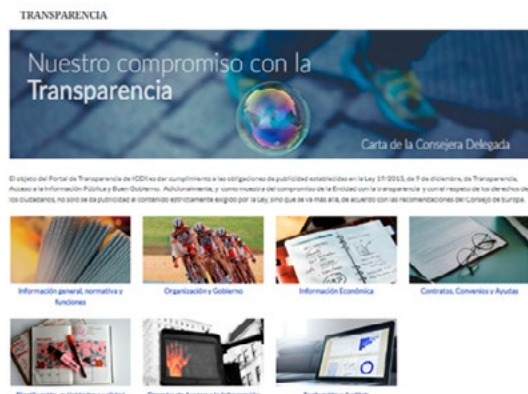 TRANSPARENCIA
Nuestro compromiso con la
Transparencia
Carta de la Consejera Delegada
El objeto del Portal de Transparencia de ICEX es dar cumplimiento a las obligaciones de publicidad establecidas en la Ley 19/2013, de 9 de diciembre, de Transparencia,
Acceso a la Información Pública y Buen Gobierno. Adicionalmente, y como muestra del compromiso de la Entidad con la transparencia y con el respeto de los derechos de
los ciudadanos, no solo se da publicidad al contenido estrictamente exigido por la Ley, sino que se va más allá, de acuerdo con las recomendaciones del Consejo de Europa.
Información general, normativa y
funciones
Organización y Gobierno
Información Económica
Contratos, Convenios y Ayudas